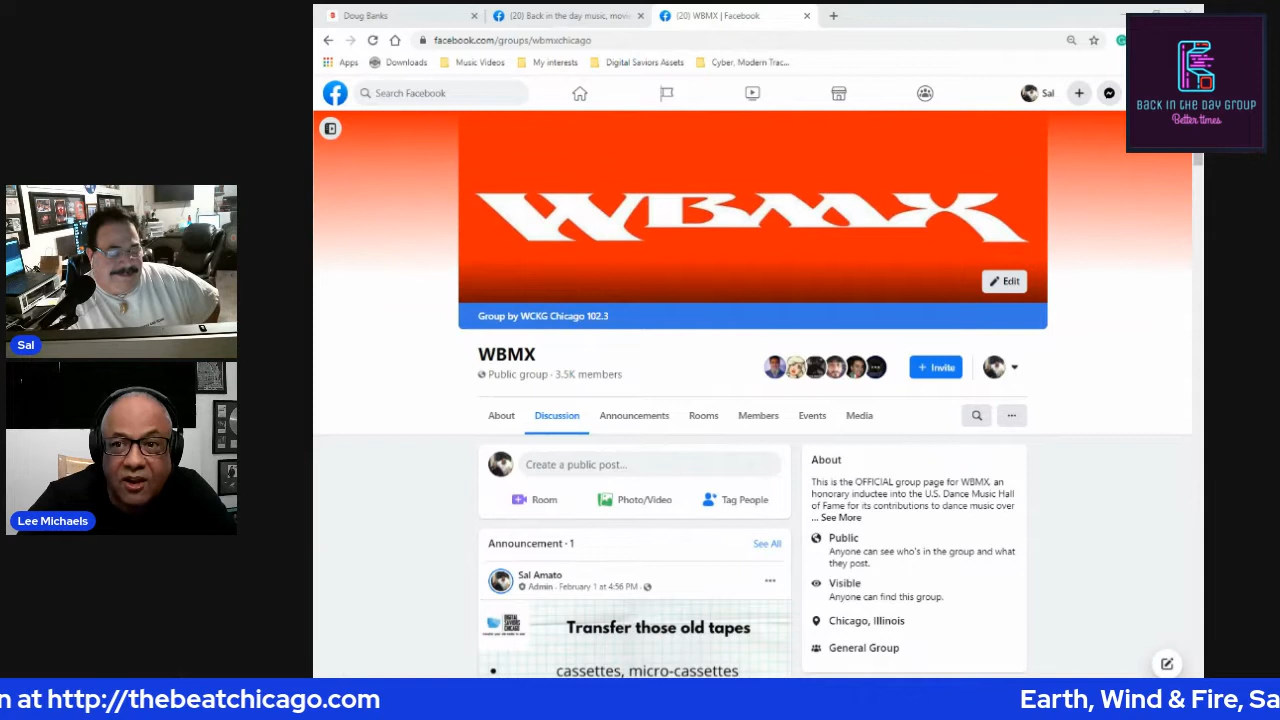 Doug Banks
(20) Back in the day music, movi
(20) WBMX | Facebook
facebook.com/groups/wbmxchicago
Apps
Downloads
Music Videos
My interests
Digital Saviors Assets
Cyber, Modern Trac...
Search Facebook
Sal
BACK IN THE DAY GROUP
Better times
WBMX
Edit
Group by WCKG Chicago 102.3
WBMX
Public group · 3.5K members
+ Invite
About
Discussion
Announcements
Rooms
Members
Events
Media
Create a public post...
Room
Photo/Video
Tag People
Announcement · 1
See All
Sal Amato
Admin · February 1 at 4:56 PM ·
DIGITAL
SAVIORS
CHICAGO
Transfer those old tapes
• cassettes, micro-cassettes
About
This is the OFFICIAL group page for WBMX, an
honorary inductee into the U.S. Dance Music Hall
of Fame for its contributions to dance music over
... See More
Public
Anyone can see who's in the group and what
they post.
Visible
Anyone can find this group.
Chicago, Illinois
General Group
Sal
Lee Michaels
n at http://thebeatchicago.com
Earth, Wind & Fire, Sa